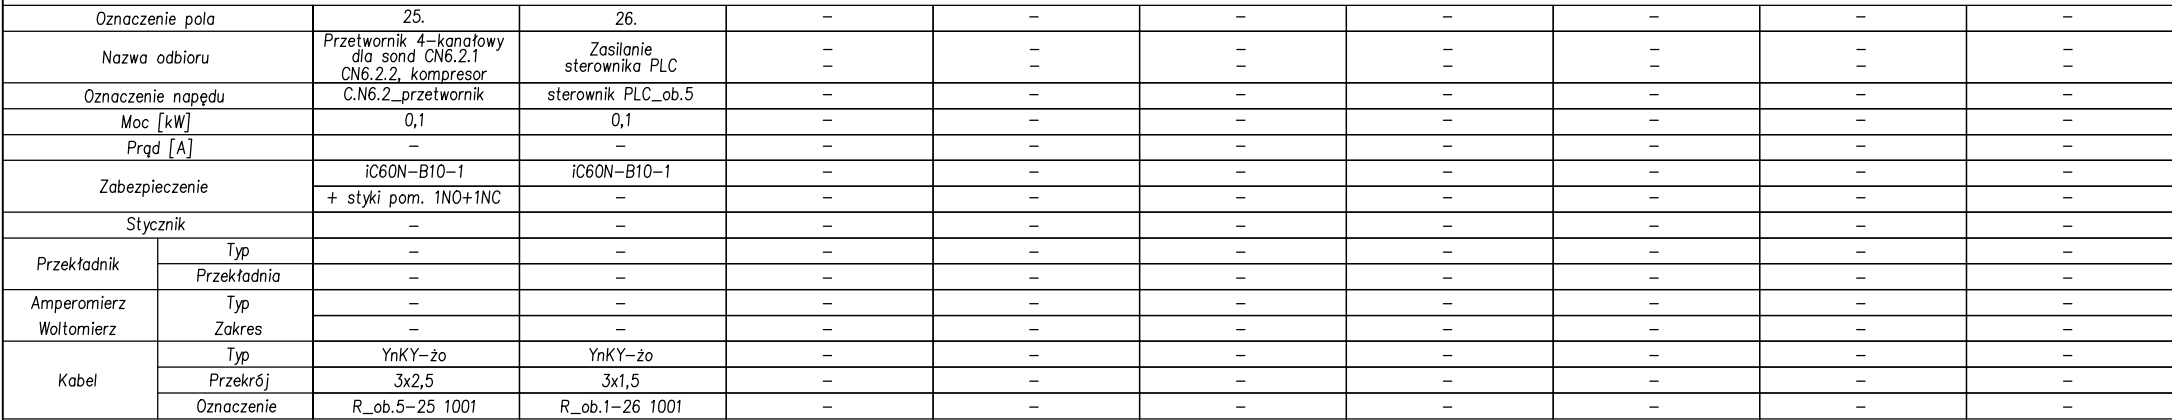 Oznaczenie pola 25. 26. – – – – – – –
Nazwa odbioru Przetwornik 4–kanałowy dla sond CN6.2.1 CN6.2.2, kompresor Zasilanie sterownika PLC – – – – – – –
– – – – – – –
Oznaczenie napędu C.N6.2_przetwornik sterownik PLC_ob.5 – – – – – – –
Moc [kW] 0,1 0,1 – – – – – – –
Prąd [A] – – – – – – – – –
Zabezpieczenie iC60N–B10–1 iC60N–B10–1 – – – – – – –
+ styki pom. 1NO+1NC – – – – – – – –
Stycznik – – – – – – – – –
Przekładnik Typ – – – – – – – – –
Przekładnia – – – – – – – – –
Amperomierz Typ – – – – – – – – –
Woltomierz Zakres – – – – – – – – –
Kabel Typ YnKY–żo YnKY–żo – – – – – – –
Przekrój 3x2,5 3x1,5 – – – – – – –
Oznaczenie R_ob.5–25 1001 R_ob.1–26 1001 – – – – – – –